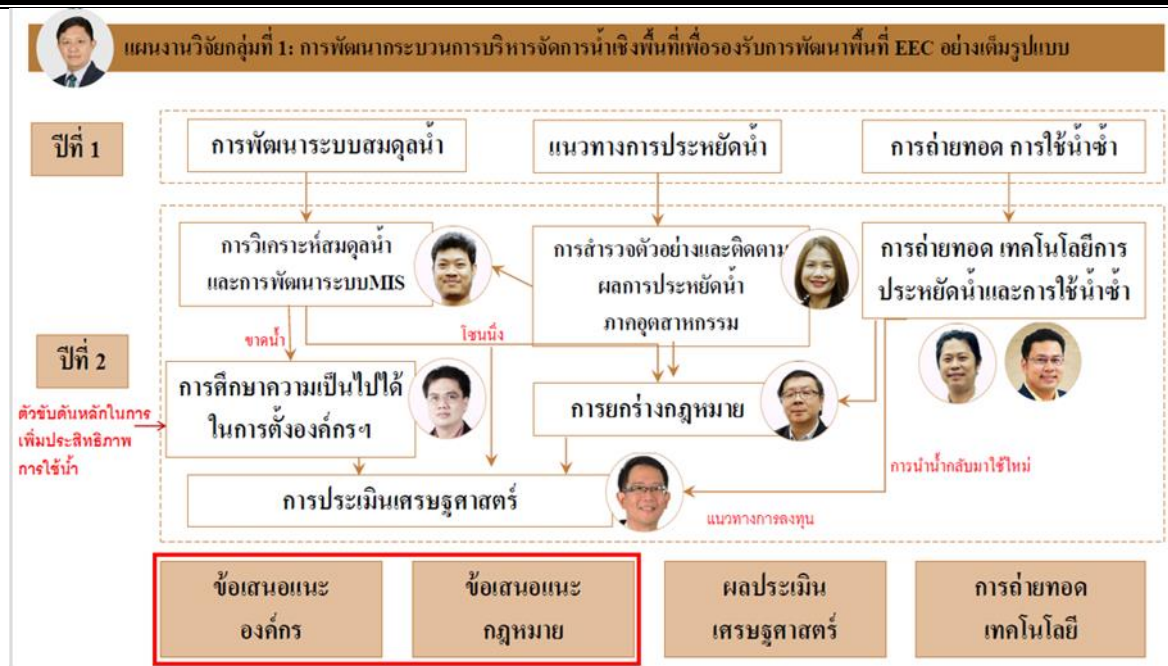 แผนงานวิจัยกลุ่มที่ 1: การพัฒนากระบวนการบริหารจัดการน้ำเชิงพื้นที่เพื่อรองรับการพัฒนาพื้นที่ EEC อย่างเต็มรูปแบบ
ปีที่ 1
การพัฒนาระบบสมดุลน้ำ
แนวทางการประหยัดน้ำ
การถ่ายทอด การใช้น้ำซ้ำ
การวิเคราะห์สมดุลน้ำ
และการพัฒนาระบบMIS
การสำรวจตัวอย่างและติดตาม
ผลการประหยัดน้ำ
ภาคอุตสาหกรรม
การถ่ายทอด เทคโนโลยีการ
ประหยัดน้ำและการใช้น้ำซ้ำ
ขาดน้ำ
โซนนิ่ง
ปีที่ 2
ตัวขับดันหลักในการ
เพิ่มประสิทธิภาพ
การใช้น้ำ
การศึกษาความเป็นไปได้
ในการตั้งองค์กรฯ
การยกร่างกฎหมาย
การนำน้ำกลับมาใช้ใหม่
การประเมินเศรษฐศาสตร์
แนวทางการลงทุน
ข้อเสนอแนะ
องค์กร
ข้อเสนอแนะ
กฎหมาย
ผลประเมิน
เศรษฐศาสตร์
การถ่ายทอด
เทคโนโลยี